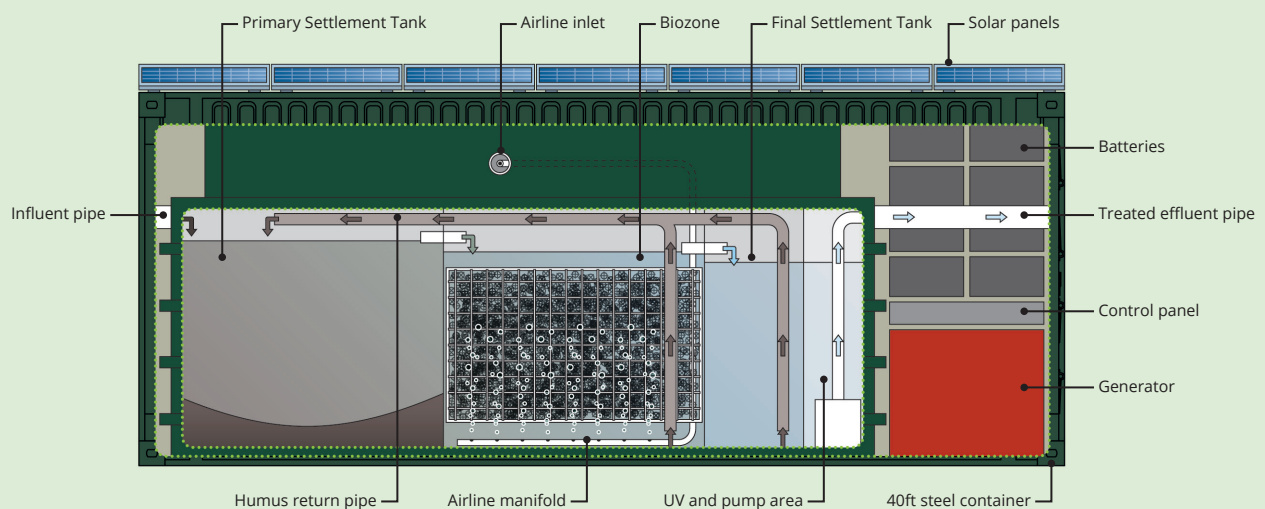 Primary Settlement Tank
Airline inlet
Biozone
Final Settlement Tank
Solar panels
Batteries
Influent pipe
Treated effluent pipe
Control panel
Generator
Humus return pipe
Airline manifold
UV and pump area
40ft steel container